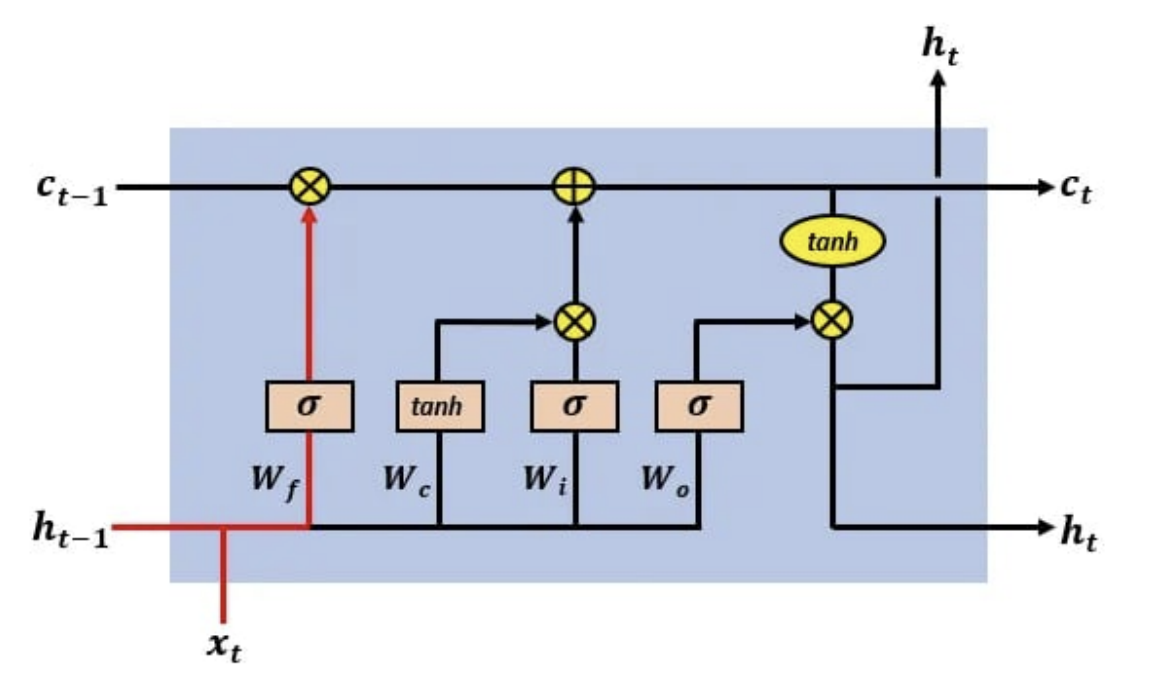 h_t
c_{t-1}
c_t
tanh
σ
tanh
σ
σ
W_f
W_c
W_i
W_o
h_{t-1}
h_t
x_t